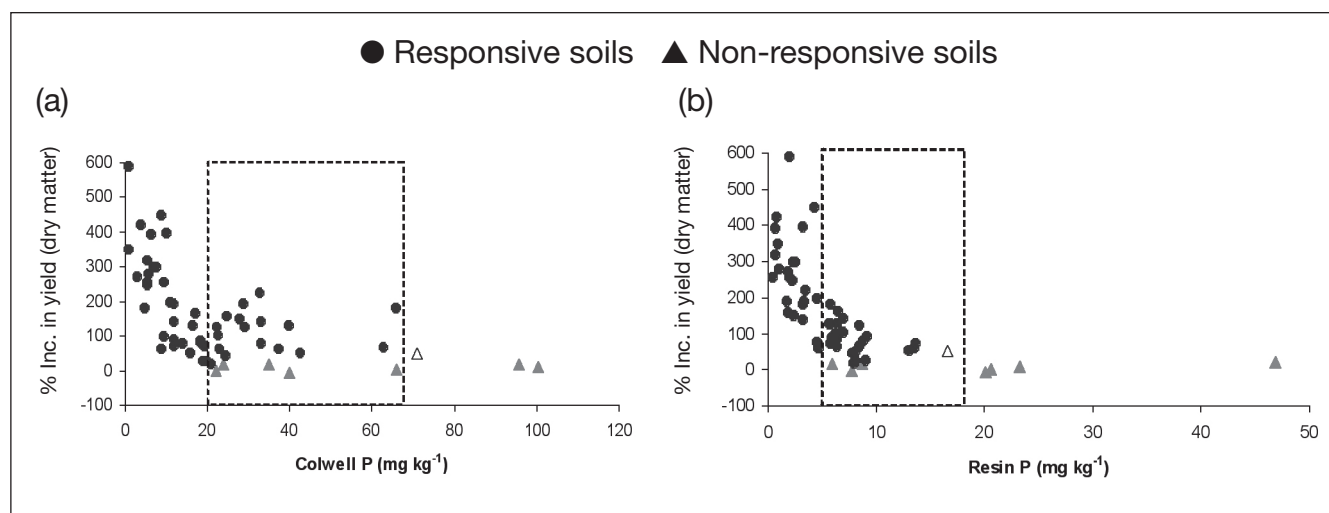 ● Responsive soils ▲ Non-responsive soils
(a)
% Inc. in yield (dry matter)
600
500
400
300
200
100
0
-100
0 20 40 60 80 100 120
Colwell P (mg kg⁻¹)
(b)
% Inc. in yield (dry matter)
600
500
400
300
200
100
0
-100
0 10 20 30 40 50
Resin P (mg kg⁻¹)